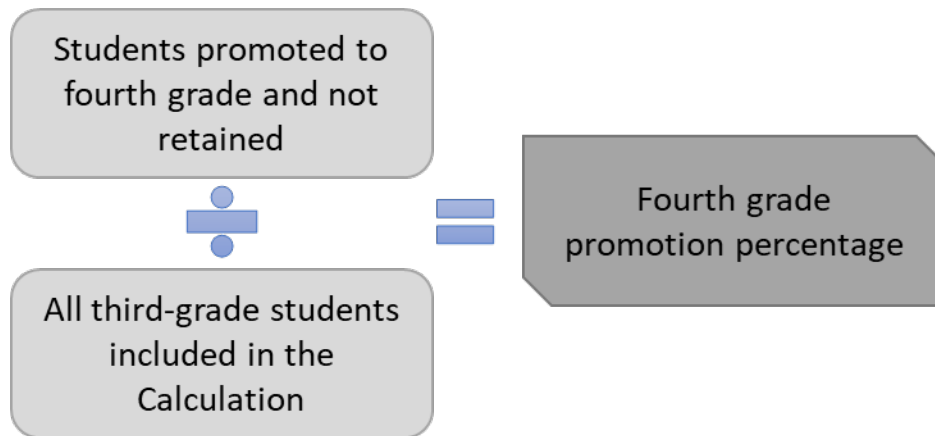 Students promoted to
fourth grade and not
retained
Fourth grade
promotion percentage
All third-grade students
included in the
Calculation